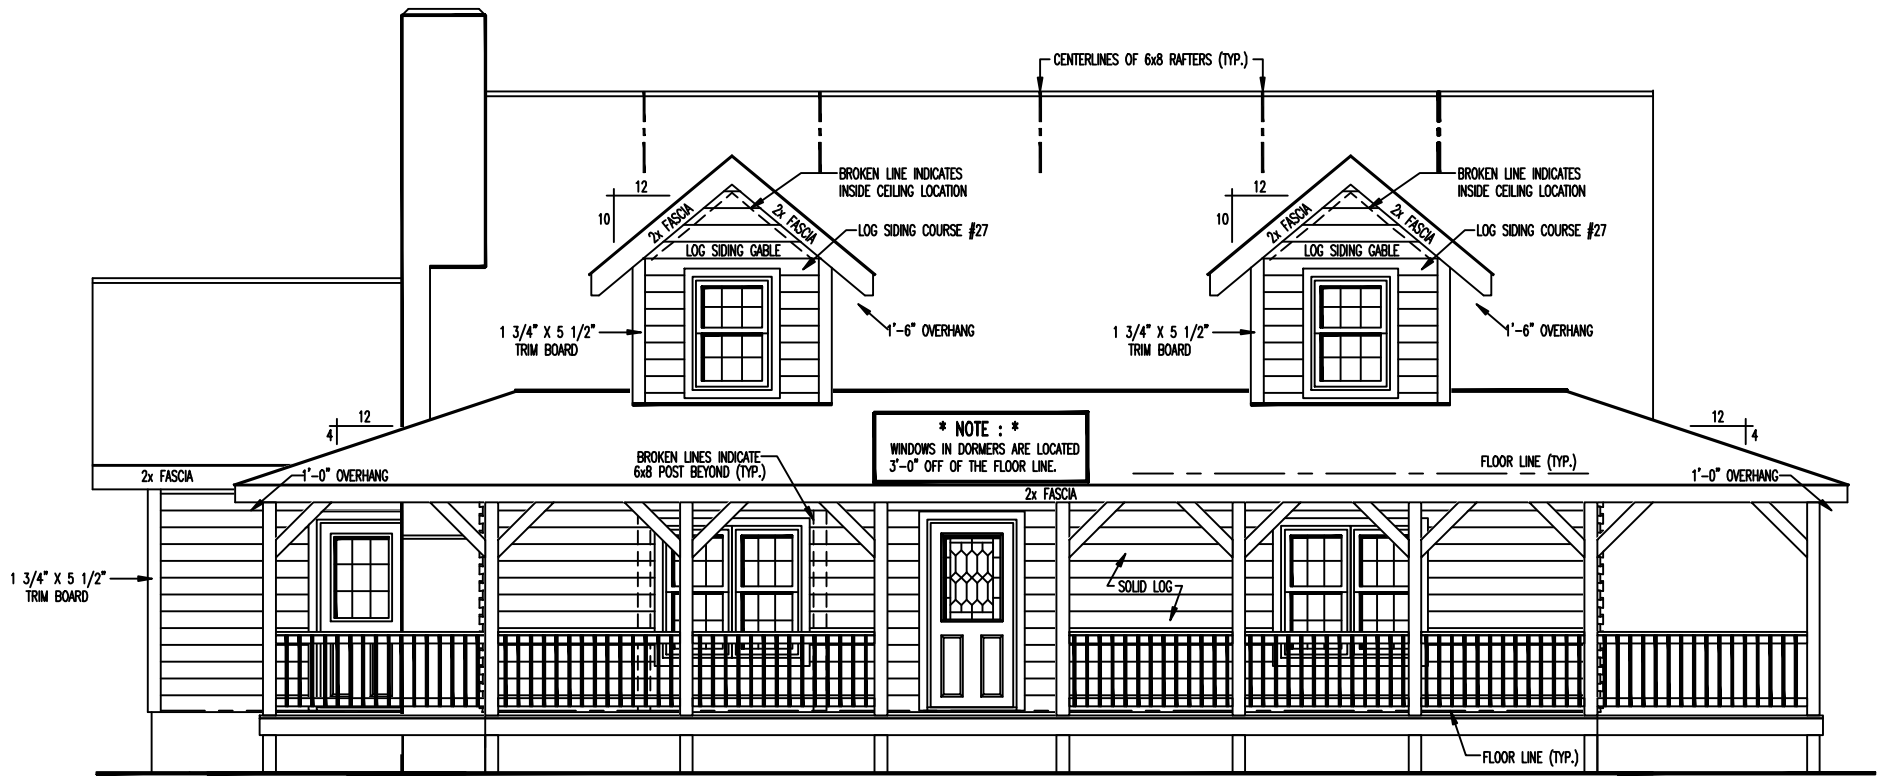 CENTERLINES OF 6x8 RAFTERS (TYP.)
12
10
2x FASCIA
2x FASCIA
BROKEN LINE INDICATES
INSIDE CEILING LOCATION
LOG SIDING COURSE #27
LOG SIDING GABLE
1 3/4" X 5 1/2"
TRIM BOARD
1'-6" OVERHANG
12
10
2x FASCIA
2x FASCIA
BROKEN LINE INDICATES
INSIDE CEILING LOCATION
LOG SIDING COURSE #27
LOG SIDING GABLE
1 3/4" X 5 1/2"
TRIM BOARD
1'-6" OVERHANG
12
4
* NOTE : *
WINDOWS IN DORMERS ARE LOCATED
3'-0" OFF OF THE FLOOR LINE.
12
4
2x FASCIA
1'-0" OVERHANG
BROKEN LINES INDICATE
6x8 POST BEYOND (TYP.)
FLOOR LINE (TYP.)
1'-0" OVERHANG
2x FASCIA
1 3/4" X 5 1/2"
TRIM BOARD
SOLID LOG
FLOOR LINE (TYP.)